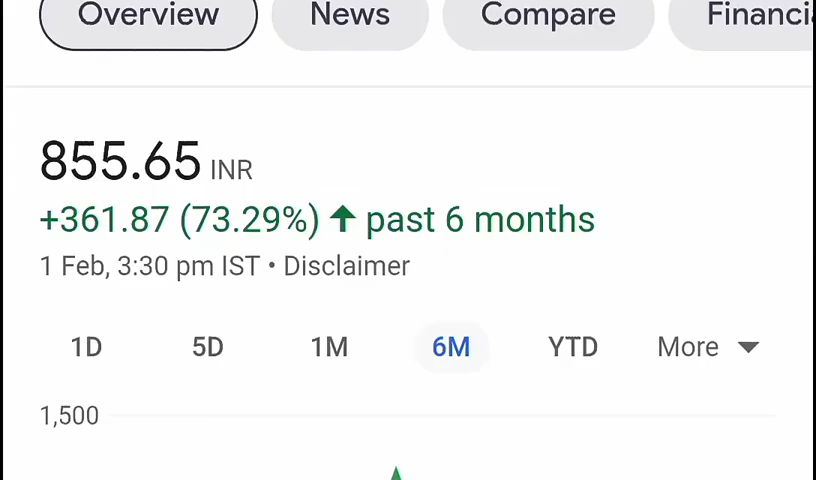 Overview News Compare
855.65 INR
+361.87 (73.29%) ↑ past 6 months
1 Feb, 3:30 pm IST • Disclaimer
1D 5D 1M 6M YTD More
1,500